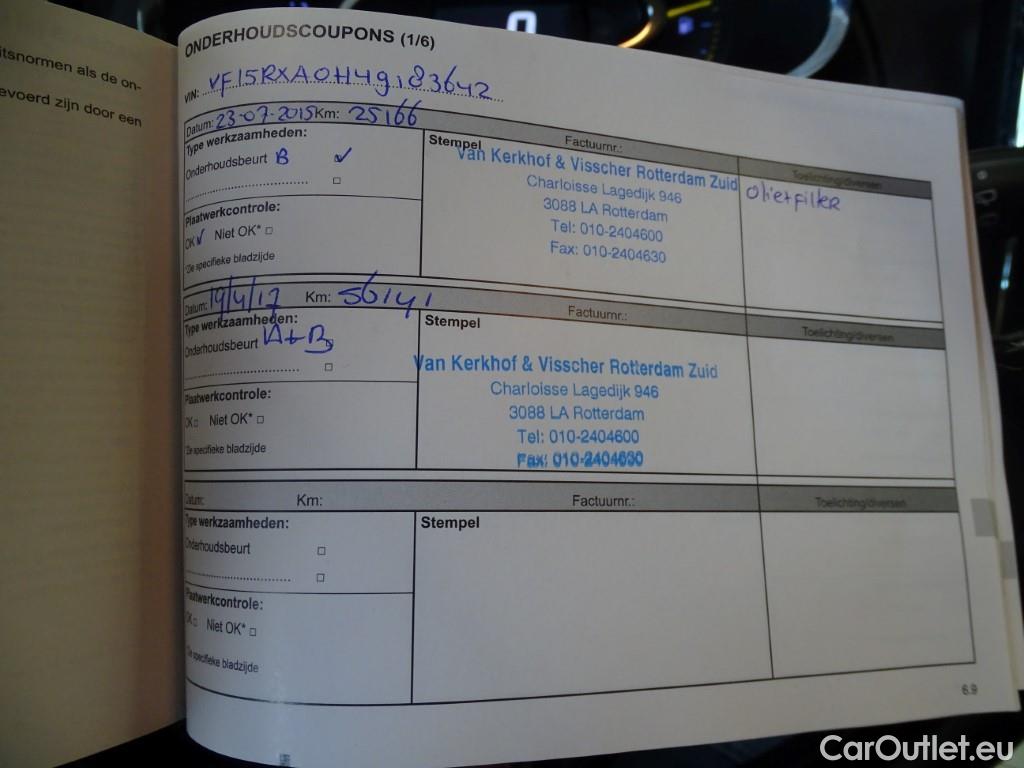 itsnormen als de on-
evoerd zijn door een
ONDERHOUDSCOUPONS (1/6)
VIN: VF15RXA0H49183642
Datum: 23-07-2015 Km: 25166
Factuurnr.:
Toelichting/diversen
Type werkzaamheden:
Onderhoudsbeurt B ✓
Plaatwerkcontrole:
OK ✓ Niet OK* □
*De specifieke bladzijde
Stempel
Van Kerkhof & Visscher Rotterdam Zuid
Charloisse Lagedijk 946
3088 LA Rotterdam
Tel: 010-2404600
Fax: 010-2404630
olietfilter
Datum: 19/4/17 Km: 56141
Factuurnr.:
Toelichting/diversen
Type werkzaamheden:
Onderhoudsbeurt A+B
Plaatwerkcontrole:
OK □ Niet OK* □
*De specifieke bladzijde
Stempel
Van Kerkhof & Visscher Rotterdam Zuid
Charloisse Lagedijk 946
3088 LA Rotterdam
Tel: 010-2404600
Fax: 010-2404630
Datum: Km:
Factuurnr.:
Toelichting/diversen
Type werkzaamheden:
Onderhoudsbeurt □
Plaatwerkcontrole:
OK □ Niet OK* □
*De specifieke bladzijde
Stempel
6.9
CarOutlet.eu